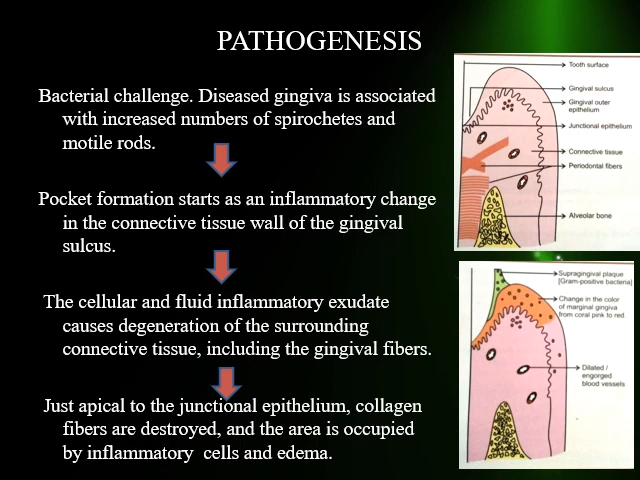 PATHOGENESIS
Bacterial challenge. Diseased gingiva is associated
with increased numbers of spirochetes and
motile rods.
Pocket formation starts as an inflammatory change
in the connective tissue wall of the gingival
sulcus.
The cellular and fluid inflammatory exudate
causes degeneration of the surrounding
connective tissue, including the gingival fibers.
Just apical to the junctional epithelium, collagen
fibers are destroyed, and the area is occupied
by inflammatory cells and edema.
Tooth surface
Gingival sulcus
Gingival outer
epithelium
Junctional epithelium
Connective tissue
Periodontal fibers
Alveolar bone
Supragingival plaque
[Gram-positive bacteria]
Change in the color
of marginal gingiva
from coral pink to red
Dilated /
engorged
blood vessels